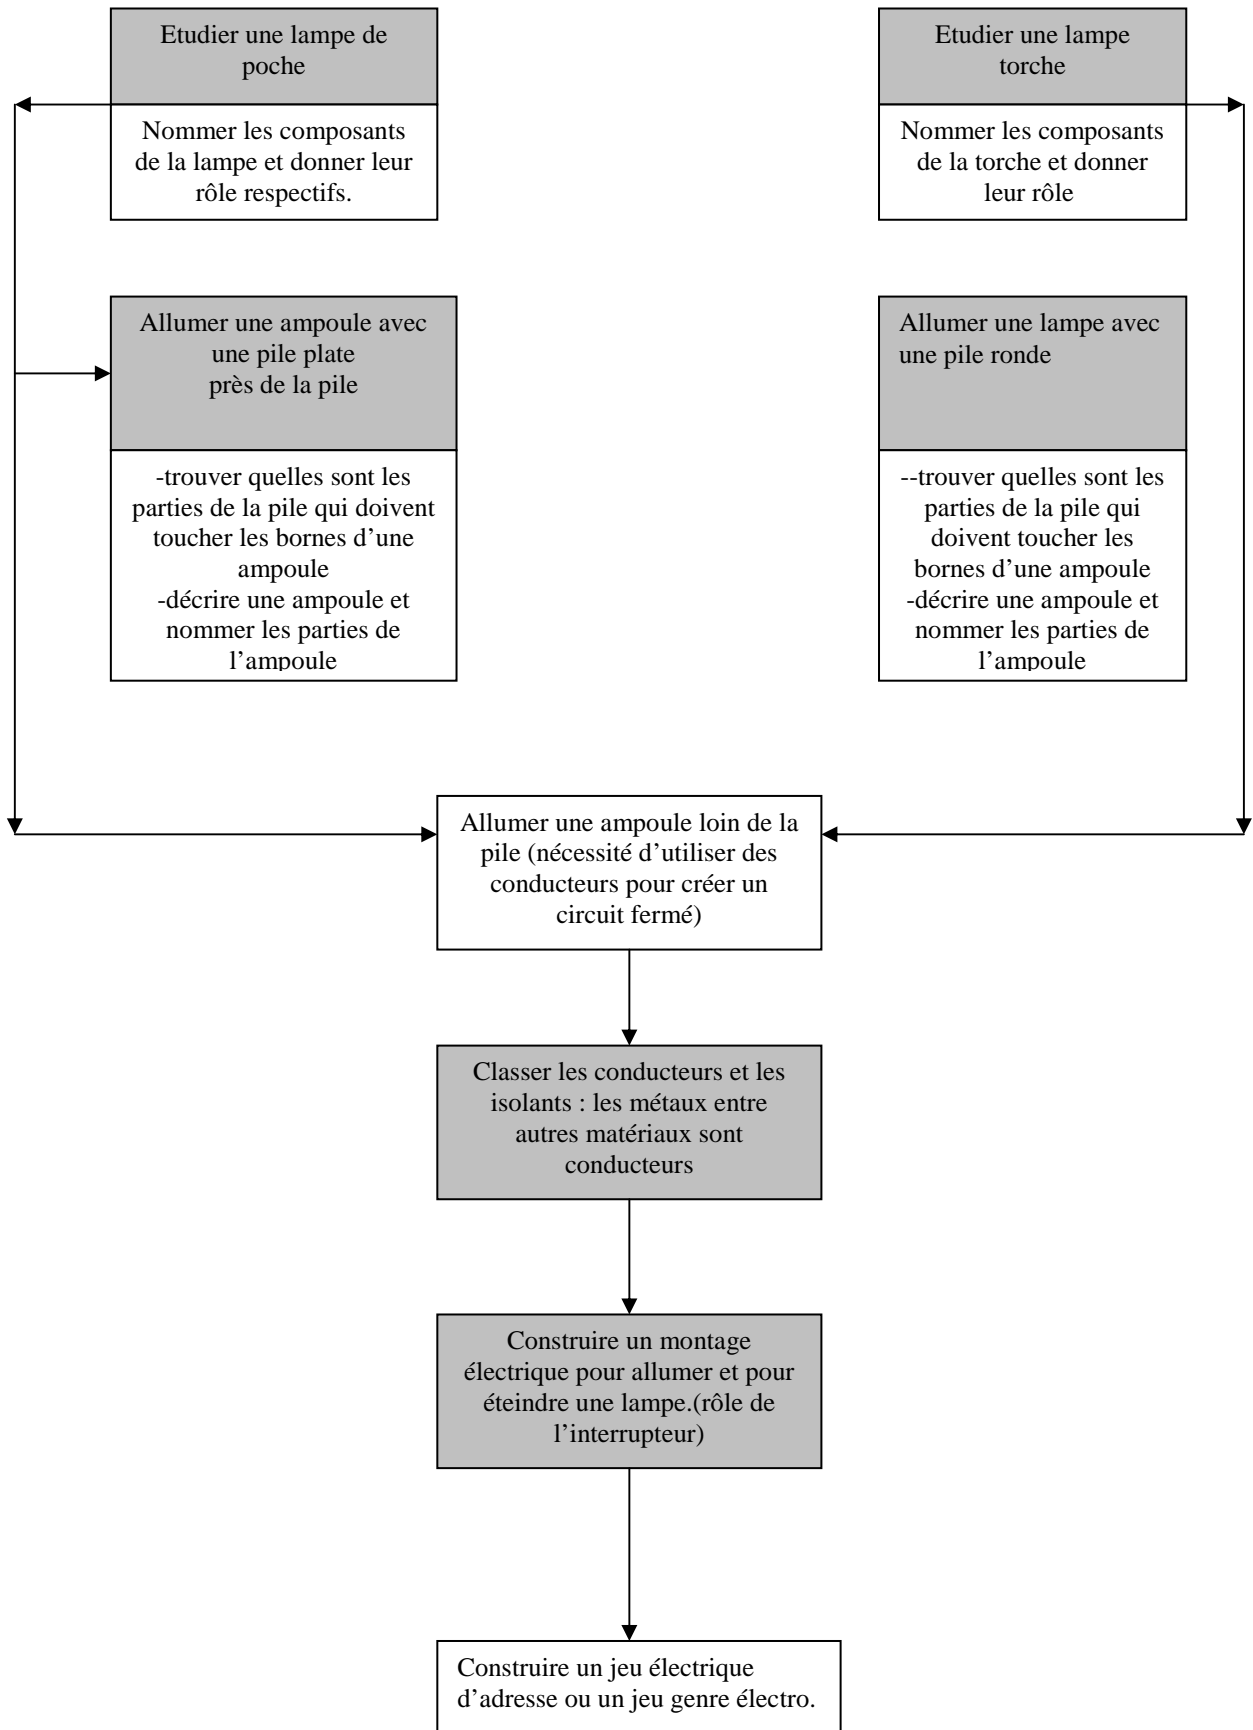 Etudier une lampe de
poche
Nommer les composants
de la lampe et donner leur
rôle respectifs.
Etudier une lampe
torche
Nommer les composants
de la torche et donner
leur rôle
Allumer une ampoule avec
une pile plate
près de la pile
-trouver quelles sont les
parties de la pile qui doivent
toucher les bornes d’une
ampoule
-décrire une ampoule et
nommer les parties de
l’ampoule
Allumer une lampe avec
une pile ronde
--trouver quelles sont les
parties de la pile qui
doivent toucher les
bornes d’une ampoule
-décrire une ampoule et
nommer les parties de
l’ampoule
Allumer une ampoule loin de la
pile (nécessité d’utiliser des
conducteurs pour créer un
circuit fermé)
Classer les conducteurs et les
isolants : les métaux entre
autres matériaux sont
conducteurs
Construire un montage
électrique pour allumer et pour
éteindre une lampe.(rôle de
l’interrupteur)
Construire un jeu électrique
d’adresse ou un jeu genre électro.